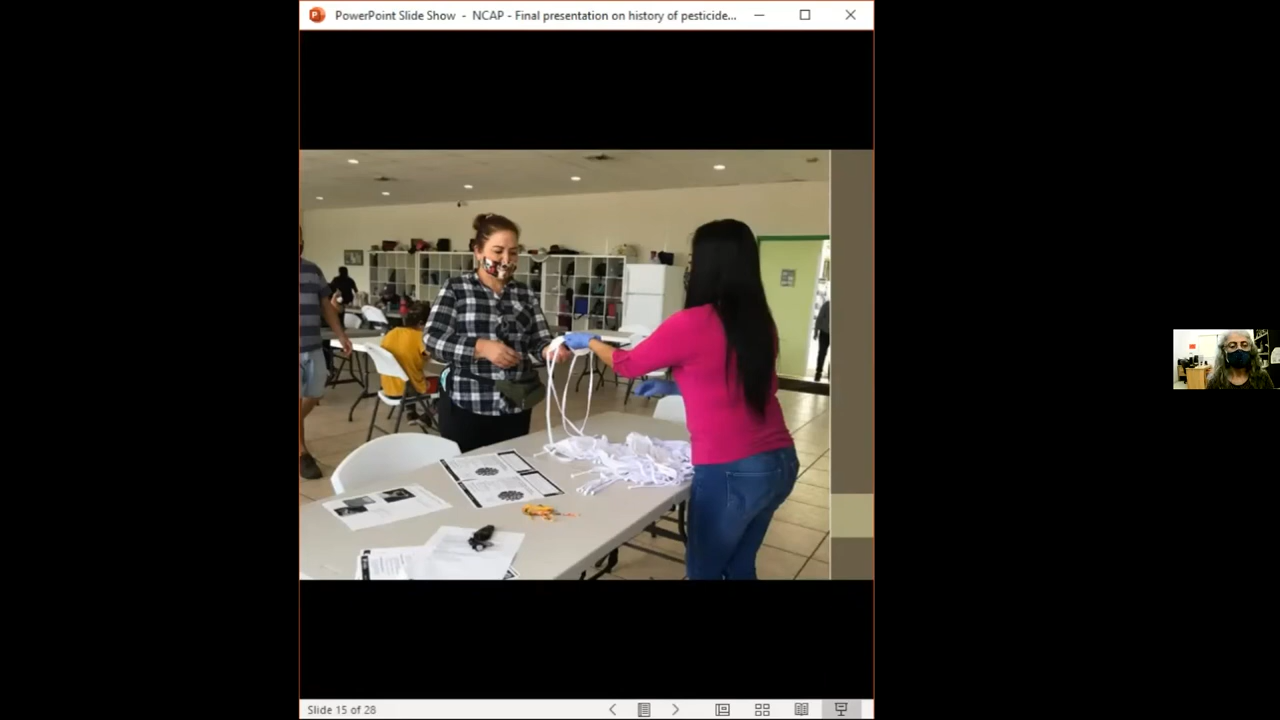 PowerPoint Slide Show - NCAP - Final presentation on history of pesticide...
Slide 15 of 28